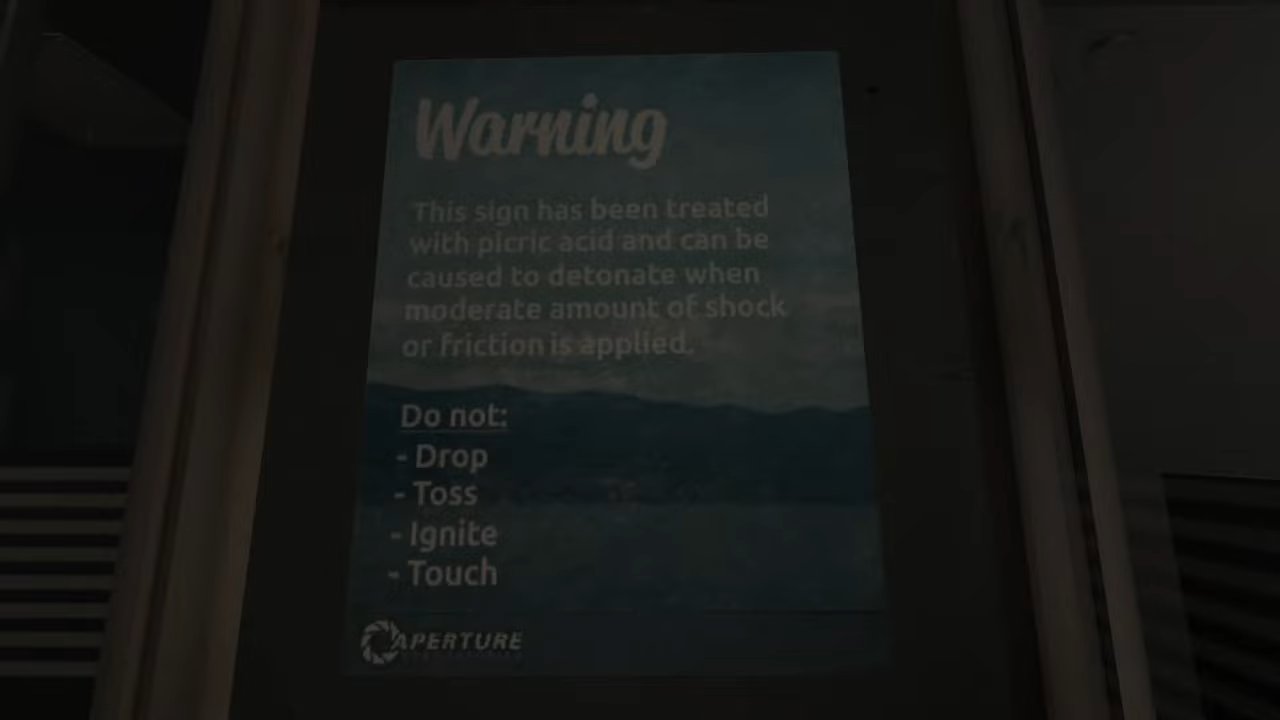 Warning
This sign has been treated
with picric acid and can be
caused to detonate when
moderate amount of shock
or friction is applied.
Do not:
- Drop
- Toss
- Ignite
- Touch
APERTURE